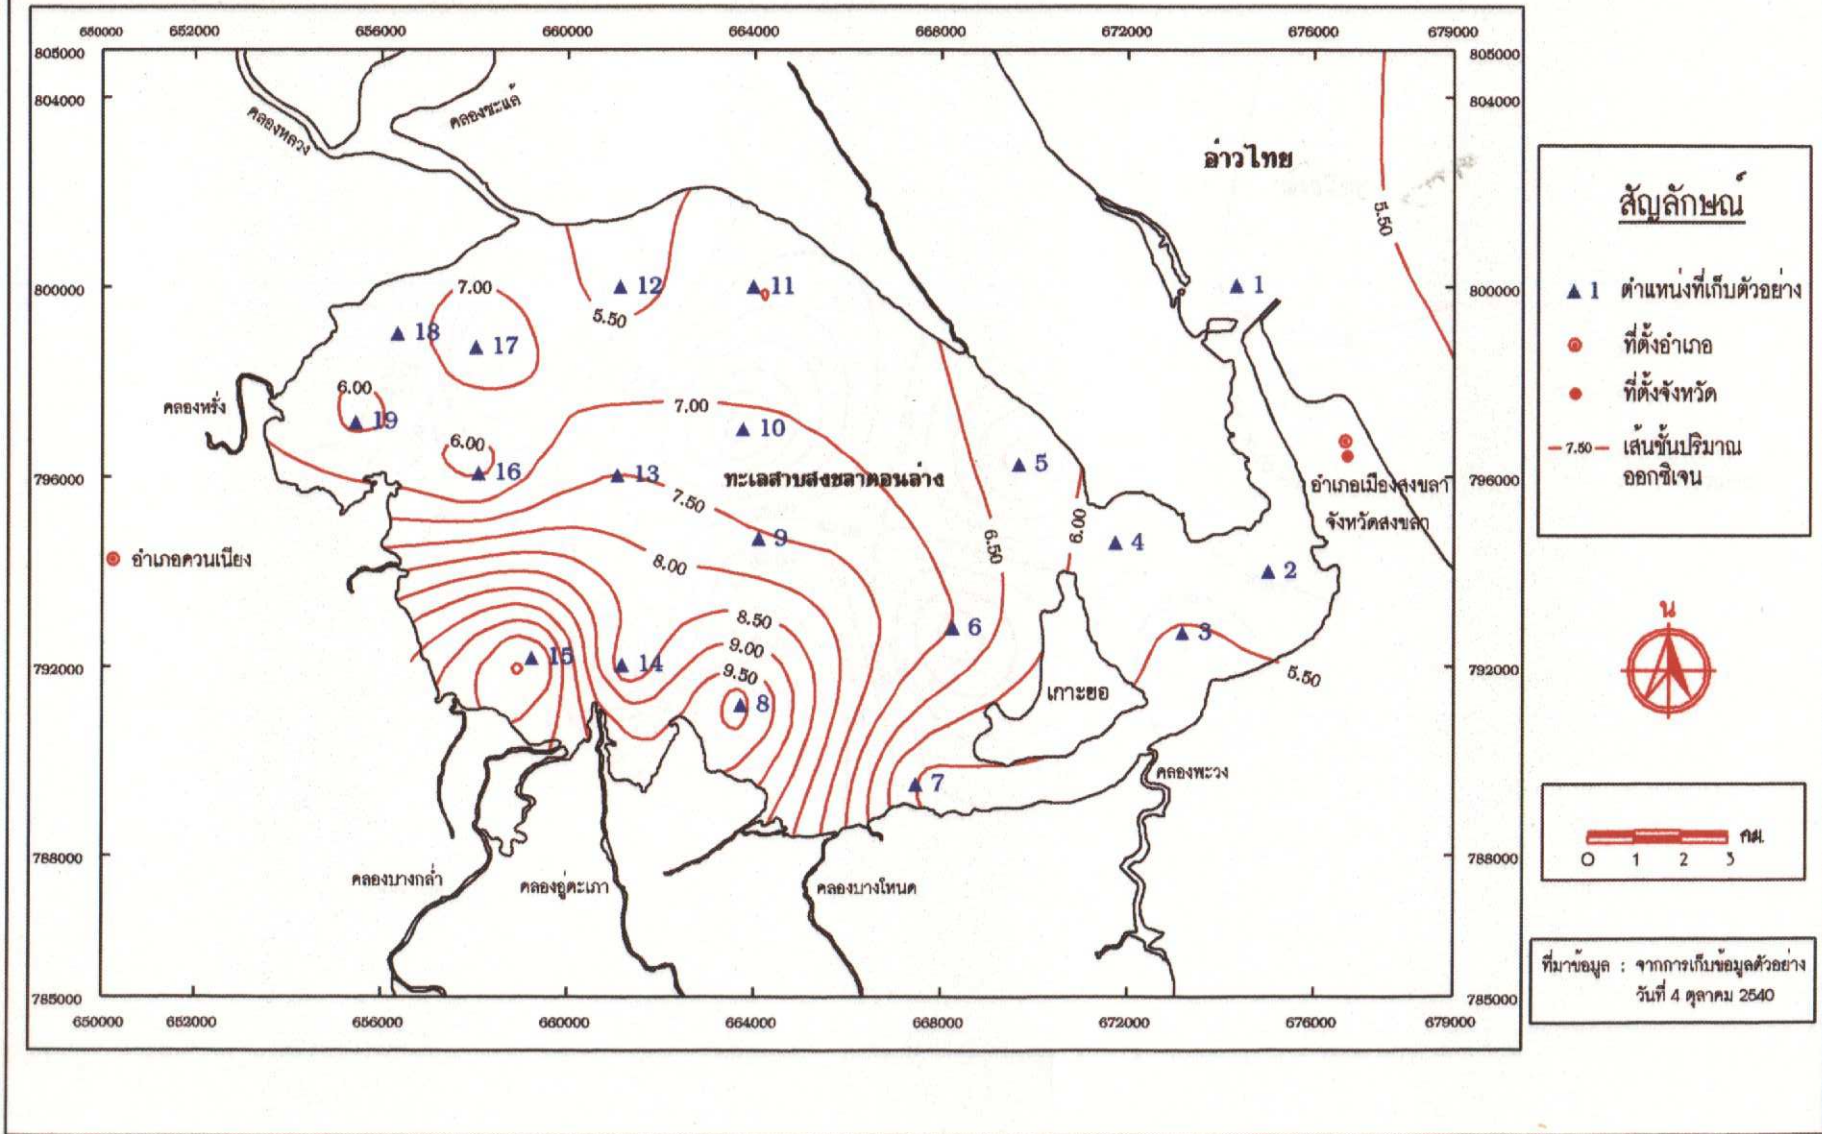 650000 652000 656000 660000 664000 668000 672000 676000 679000
805000 805000
804000 804000
คลองหลวง
คลองชะแล้
อ่าวไทย
5.50
800000 800000
12
11
1
5.50
7.00
18
17
6.00
19
คลองหรั่ง
7.00
10
6.00
16
13
5
796000 796000
ทะเลสาบสงขลาตอนล่าง
อำเภอเมืองสงขลา
จังหวัดสงขลา
7.50
9
6.50
6.00
4
2
อำเภอควนเนียง
8.00
8.50
6
3
9.00
15
14
792000 792000
9.50
5.50
8
เกาะยอ
7
คลองพะวง
788000 788000
คลองบางกล่ำ
คลองอู่ตะเภา
คลองบางโหนด
785000 785000
650000 652000 656000 660000 664000 668000 672000 676000 679000
สัญลักษณ์
1 ตำแหน่งที่เก็บตัวอย่าง
ที่ตั้งอำเภอ
ที่ตั้งจังหวัด
7.50 เส้นชั้นปริมาณ
ออกซิเจน
น
กม.
0 1 2 3
ที่มาข้อมูล : จากการเก็บข้อมูลตัวอย่าง
วันที่ 4 ตุลาคม 2540